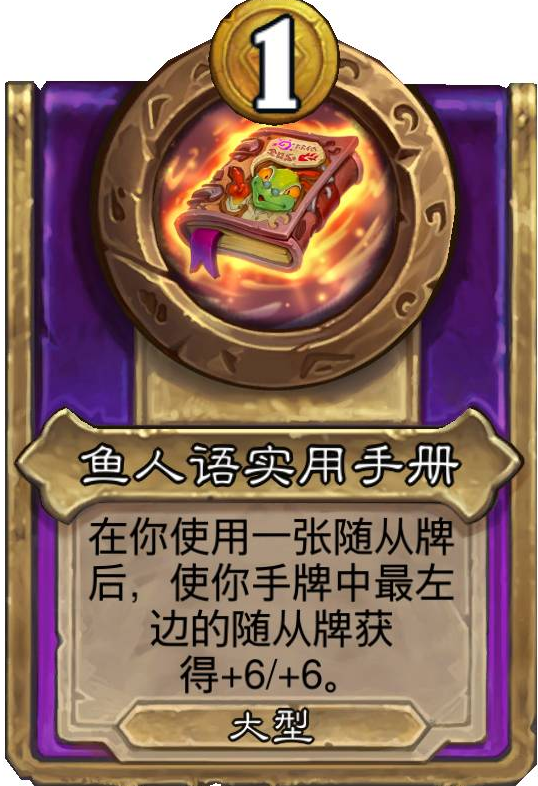 1
鱼人语实用手册
在你使用一张随从牌
后，使你手牌中最左
边的随从牌获
得+6/+6。
大型